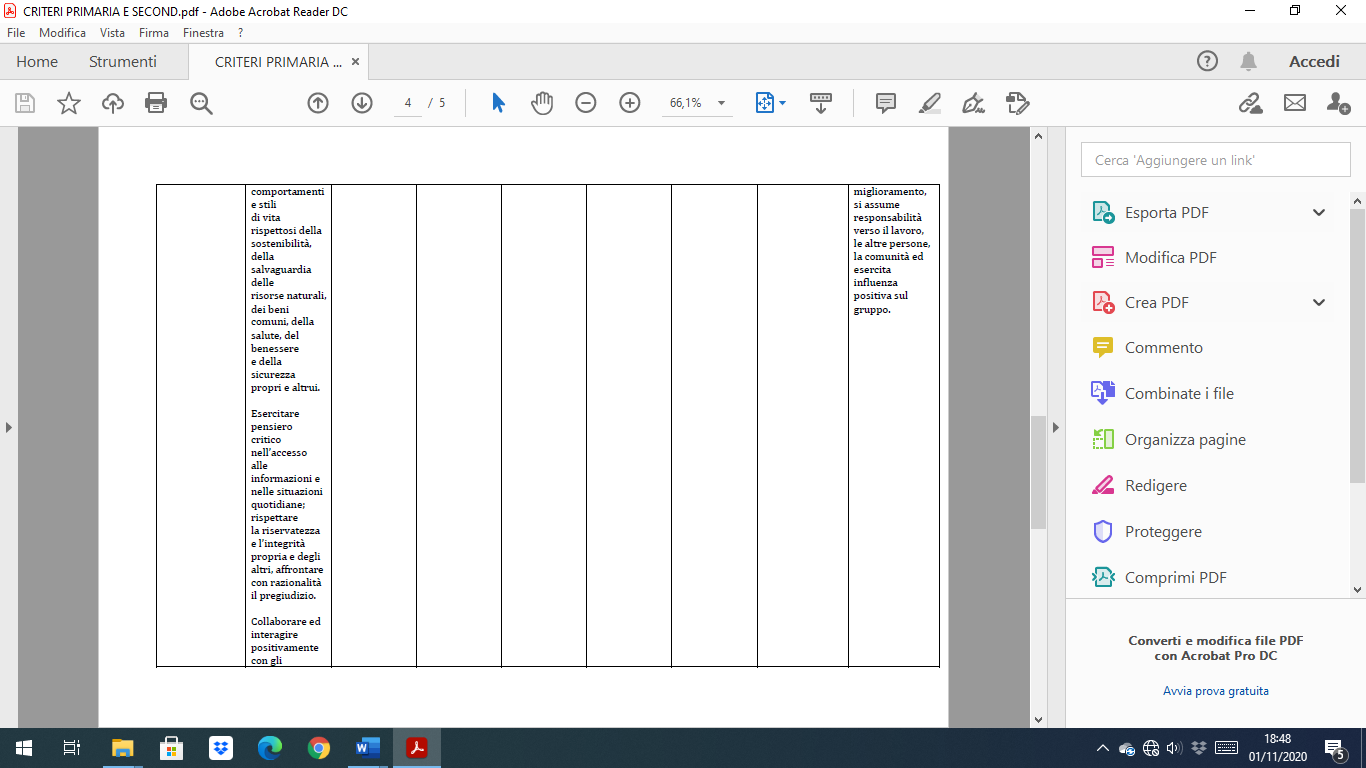 CRITERI PRIMARIA E SECOND.pdf - Adobe Acrobat Reader DC
File Modifica Vista Firma Finestra ?
Home Strumenti CRITERI PRIMARIA ... × ? Accedi
4 / 5 66,1%
comportamenti
e stili
di vita
rispettosi della
sostenibilità,
della
salvaguardia
delle
risorse naturali,
dei beni
comuni, della
salute, del
benessere
e della
sicurezza
propri e altrui.
Esercitare
pensiero
critico
nell'accesso
alle
informazioni e
nelle situazioni
quotidiane;
rispettare
la riservatezza
e l'integrità
propria e degli
altri, affrontare
con razionalità
il pregiudizio.
Collaborare ed
interagire
positivamente
con gli
miglioramento,
si assume
responsabilità
verso il lavoro,
le altre persone,
la comunità ed
esercita
influenza
positiva sul
gruppo.
Cerca 'Aggiungere un link'
Esporta PDF
Modifica PDF
Crea PDF
Commento
Combinate i file
Organizza pagine
Redigere
Proteggere
Comprimi PDF
Converti e modifica file PDF
con Acrobat Pro DC
Avvia prova gratuita
18:48
01/11/2020
5